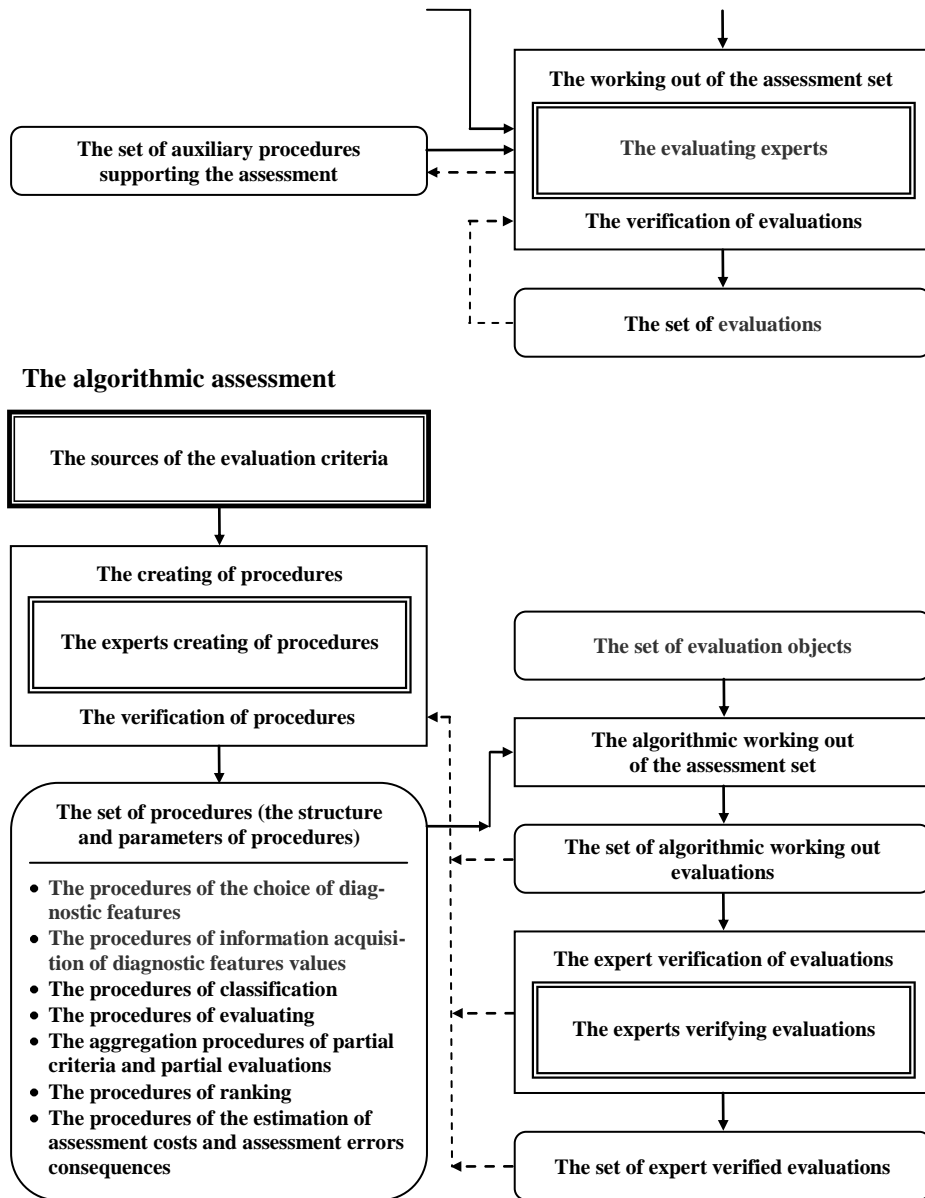 The working out of the assessment set
The evaluating experts
The set of auxiliary procedures
supporting the assessment
The verification of evaluations
The set of evaluations
The algorithmic assessment
The sources of the evaluation criteria
The creating of procedures
The experts creating of procedures
The verification of procedures
The set of procedures (the structure
and parameters of procedures)
• The procedures of the choice of diag-
nostic features
• The procedures of information acquisi-
tion of diagnostic features values
• The procedures of classification
• The procedures of evaluating
• The aggregation procedures of partial
criteria and partial evaluations
• The procedures of ranking
• The procedures of the estimation of
assessment costs and assessment errors
consequences
The set of evaluation objects
The algorithmic working out
of the assessment set
The set of algorithmic working out
evaluations
The expert verification of evaluations
The experts verifying evaluations
The set of expert verified evaluations